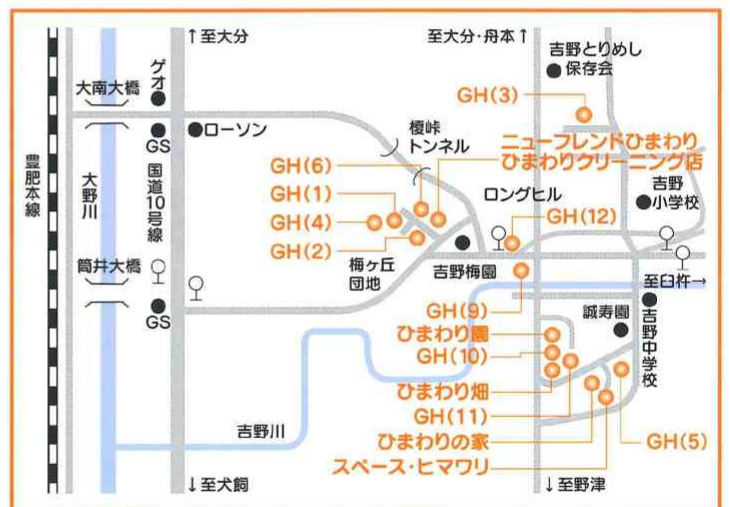 ↑至大分
至大分・舟本↑
吉野とりめし
保存会
ゲオ
大南大橋
GH(3)
GS
ローソン
榎峠
トンネル
ニューフレンドひまわり
ひまわりクリーニング店
豊肥本線
大野川
国道10号線
GH(6)
GH(1)
GH(4)
GH(2)
ロングヒル
吉野
小学校
GH(12)
筒井大橋
梅ヶ丘
団地
吉野梅園
至臼杵→
GS
GH(9)
誠寿園
吉野中学校
ひまわり園
GH(10)
ひまわり畑
GH(11)
吉野川
ひまわりの家
GH(5)
スペース・ヒマワリ
↓至犬飼
↓至野津